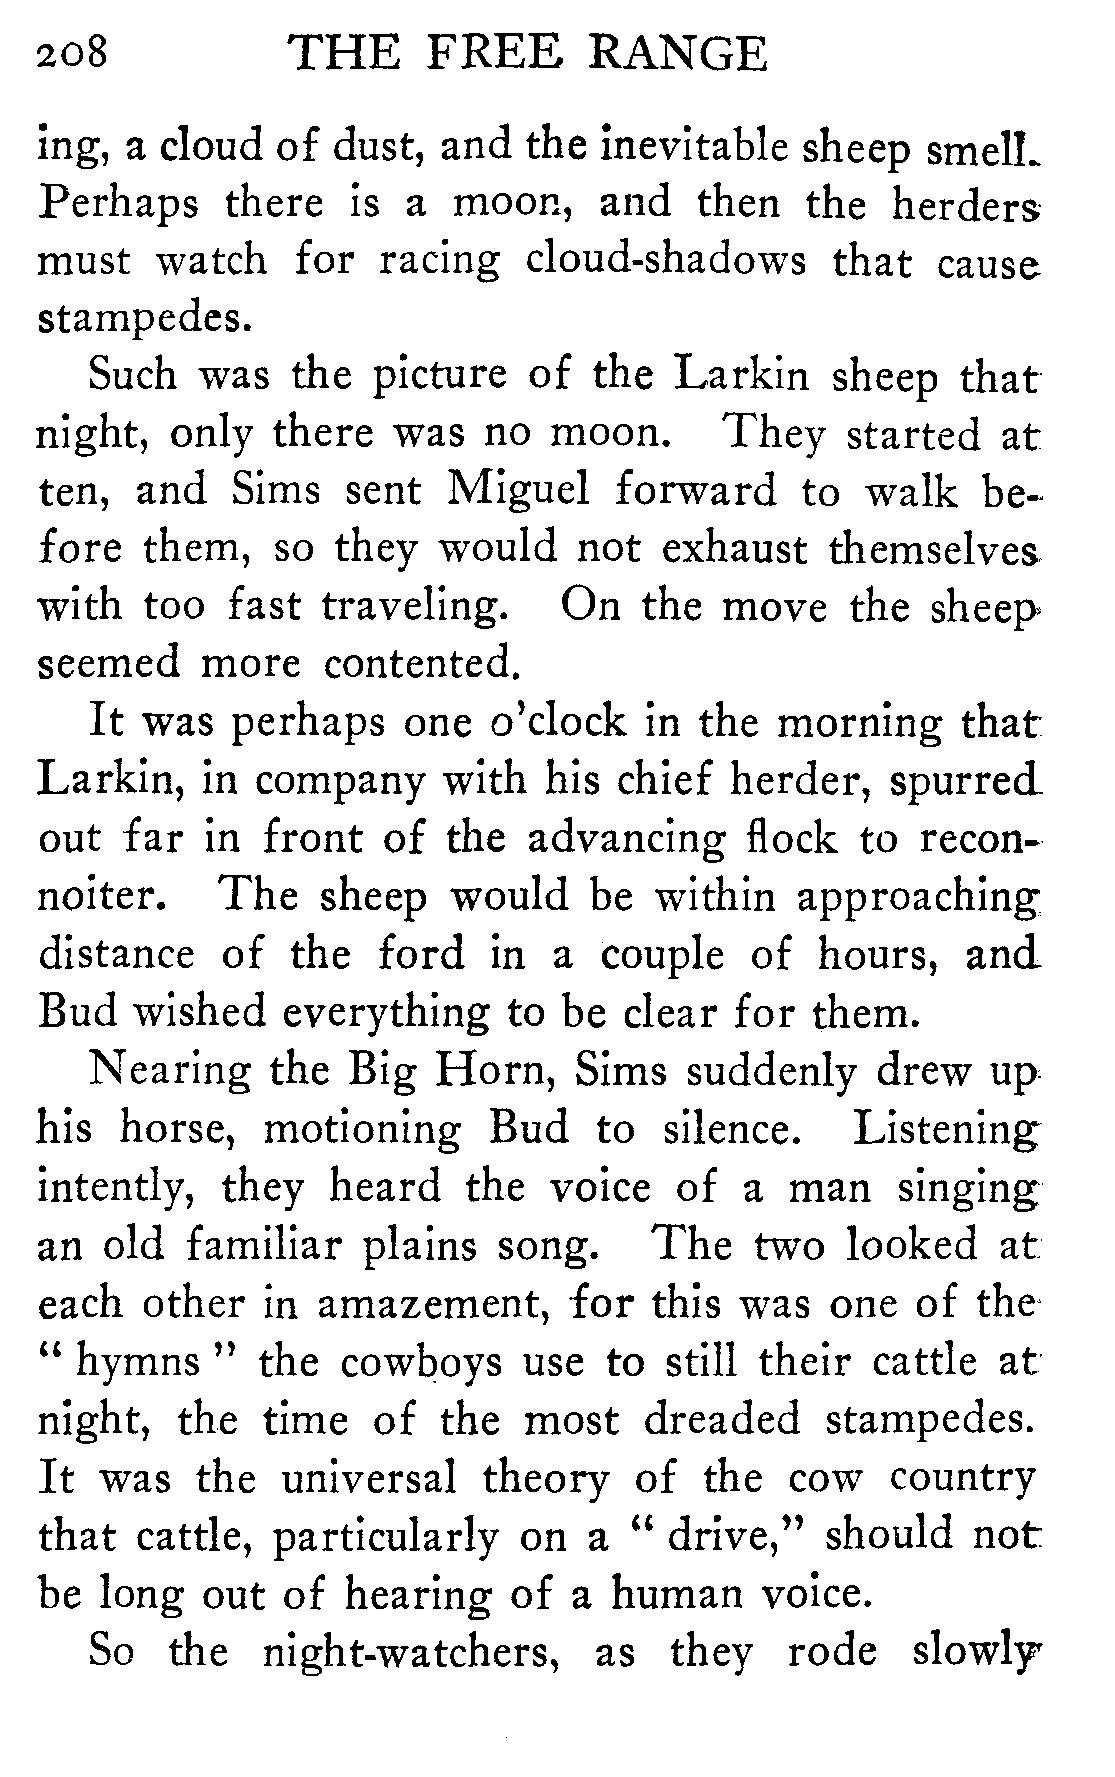 208 THE FREE RANGE
ing, a cloud of dust, and the inevitable sheep smell.
Perhaps there is a moon, and then the herders
must watch for racing cloud-shadows that cause
stampedes.
Such was the picture of the Larkin sheep that
night, only there was no moon. They started at
ten, and Sims sent Miguel forward to walk be-
fore them, so they would not exhaust themselves
with too fast traveling. On the move the sheep
seemed more contented.
It was perhaps one o'clock in the morning that
Larkin, in company with his chief herder, spurred
out far in front of the advancing flock to recon-
noiter. The sheep would be within approaching
distance of the ford in a couple of hours, and
Bud wished everything to be clear for them.
Nearing the Big Horn, Sims suddenly drew up
his horse, motioning Bud to silence. Listening
intently, they heard the voice of a man singing
an old familiar plains song. The two looked at
each other in amazement, for this was one of the
“ hymns ” the cowboys use to still their cattle at
night, the time of the most dreaded stampedes.
It was the universal theory of the cow country
that cattle, particularly on a “ drive,” should not
be long out of hearing of a human voice.
So the night-watchers, as they rode slowly